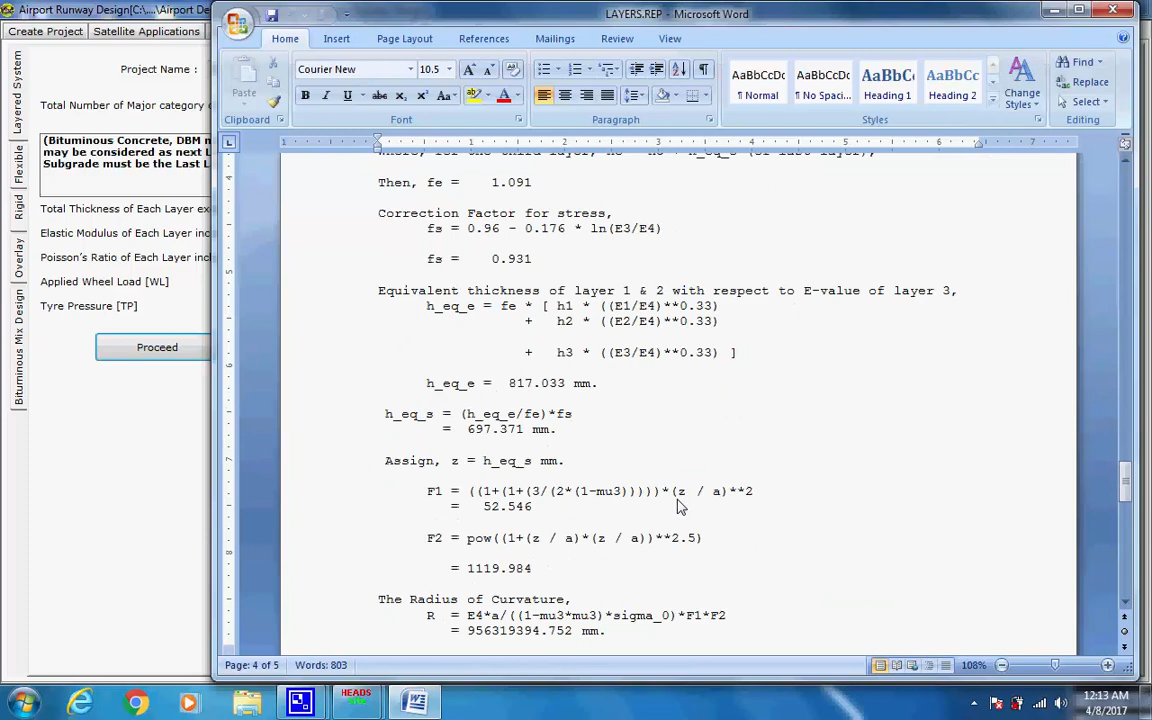 Airport Runway Design[C:\....\Airport Des
LAYERS.REP - Microsoft Word
Create Project
Satellite Applications
Home
Insert
Page Layout
References
Mailings
Review
View
Layered System
Flexible
Rigid
Overlay
Bituminous Mix Design
Project Name :
Total Number of Major category o
(Bituminous Concrete, DBM m
may be considered as next L
Subgrade must be the Last L
Total Thickness of Each Layer ex
Elastic Modulus of Each Layer inc
Poisson's Ratio of Each Layer incl
Applied Wheel Load [WL]
Tyre Pressure [TP]
Proceed
Paste
Clipboard
Courier New
10.5
Font
Paragraph
AaBbCcDc
¶ Normal
AaBbCcDc
¶ No Spaci...
AaBbCc
Heading 1
AaBbCc
Heading 2
Change
Styles
Styles
Find
Replace
Select
Editing
Then, fe = 1.091
Correction Factor for stress,
fs = 0.96 - 0.176 * ln(E3/E4)
fs = 0.931
Equivalent thickness of layer 1 & 2 with respect to E-value of layer 3,
h_eq_e = fe * [ h1 * ((E1/E4)**0.33)
+ h2 * ((E2/E4)**0.33)
+ h3 * ((E3/E4)**0.33) ]
h_eq_e = 817.033 mm.
h_eq_s = (h_eq_e/fe)*fs
= 697.371 mm.
Assign, z = h_eq_s mm.
F1 = ((1+(1+(3/(2*(1-mu3)))))*(z / a)**2
= 52.546
F2 = pow((1+(z / a)*(z / a))**2.5)
= 1119.984
The Radius of Curvature,
R = E4*a/((1-mu3*mu3)*sigma_0)*F1*F2
= 956319394.752 mm.
Page: 4 of 5
Words: 803
108%
HEADS
12:13 AM
4/8/2017